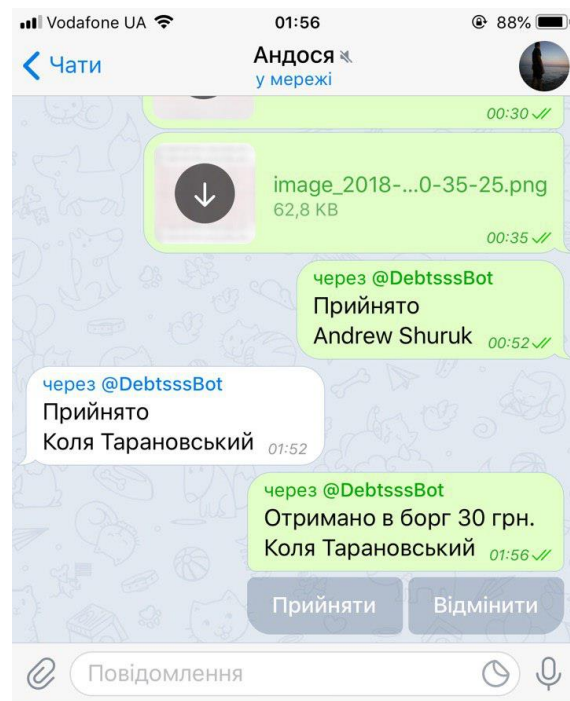 Vodafone UA 01:56 88%
Чати
Андося
у мережі
00:30
image_2018-...0-35-25.png
62,8 KB
00:35
через @DebtsssBot
Прийнято
Andrew Shuruk 00:52
через @DebtsssBot
Прийнято
Коля Тарановський 01:52
через @DebtsssBot
Отримано в борг 30 грн.
Коля Тарановський 01:56
Прийняти Відмінити
Повідомлення